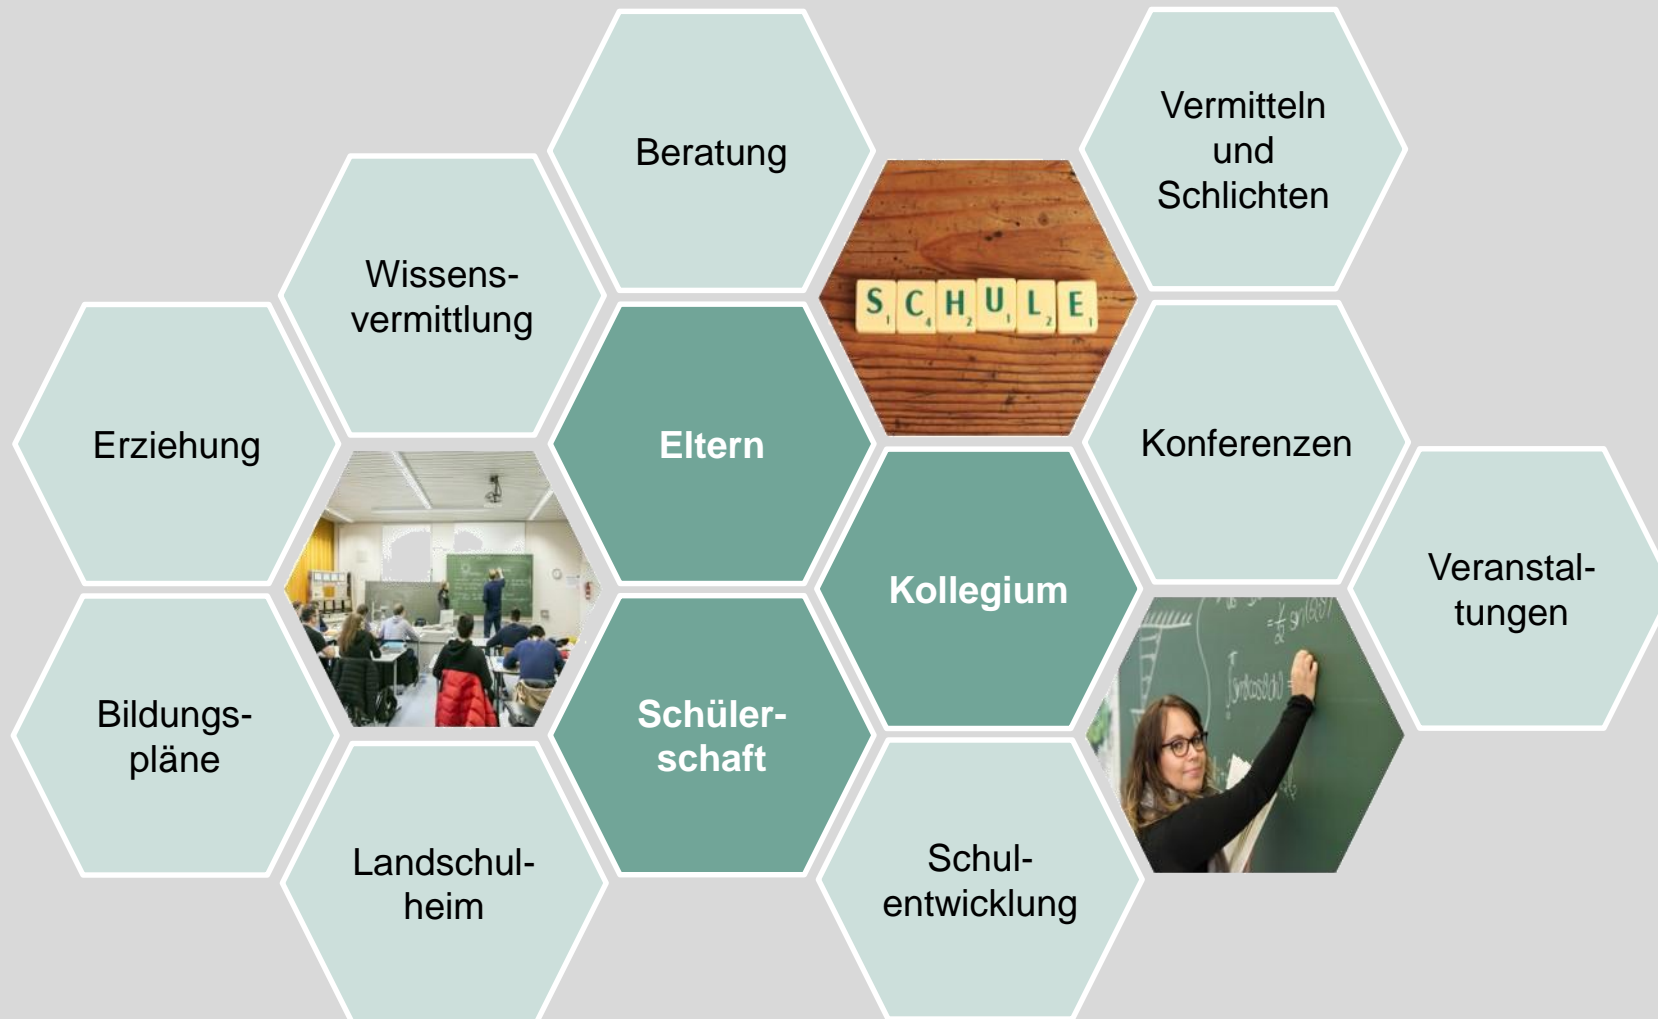 Beratung
Vermitteln
und
Schlichten
Wissens-
vermittlung
SCHULE
Erziehung
Eltern
Konferenzen
Kollegium
Veranstal-
tungen
Bildungs-
pläne
Schüler-
schaft
Landschul-
heim
Schul-
entwicklung